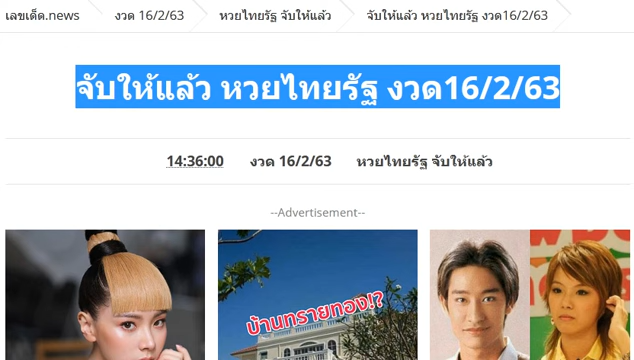 เลขเด็ด.news งวด 16/2/63 หวยไทยรัฐ จับให้แล้ว จับให้แล้ว หวยไทยรัฐ งวด16/2/63
จับให้แล้ว หวยไทยรัฐ งวด16/2/63
14:36:00 งวด 16/2/63 หวยไทยรัฐ จับให้แล้ว
--Advertisement--
บ้านทรายทอง!?